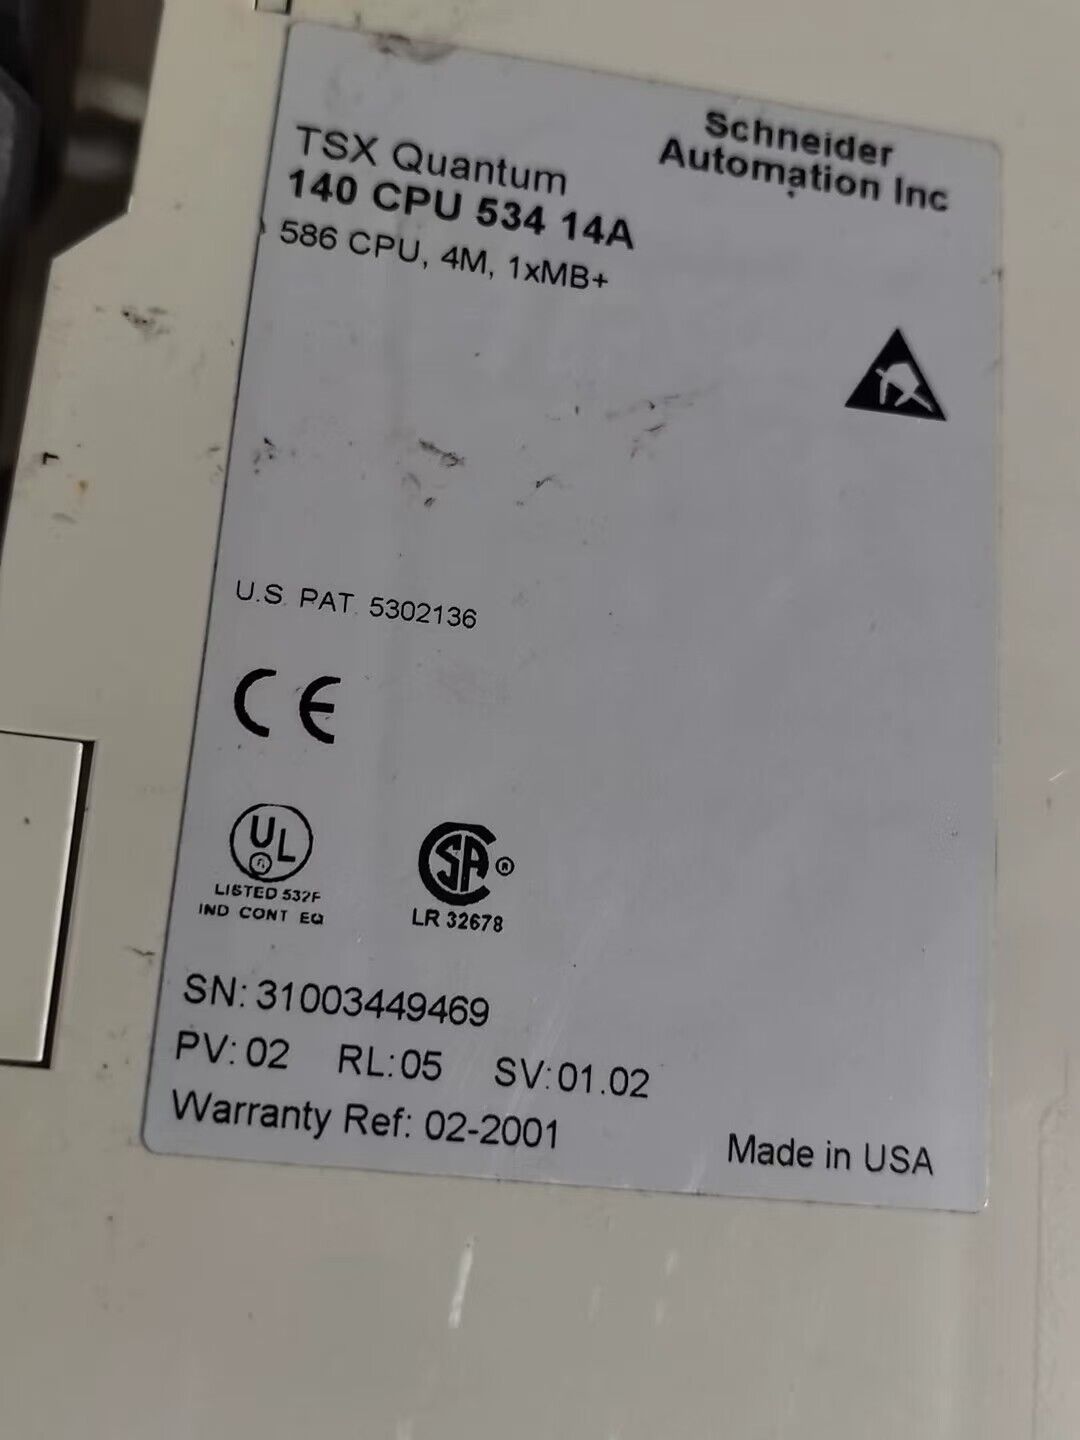 Schneider
Automation Inc
TSX Quantum
140 CPU 534 14A
586 CPU, 4M, 1xMB+
U.S. PAT. 5302136
CE
UL
LISTED 532F
IND CONT EQ
SA ®
LR 32678
SN: 31003449469
PV: 02 RL: 05 SV: 01.02
Warranty Ref: 02-2001
Made in USA